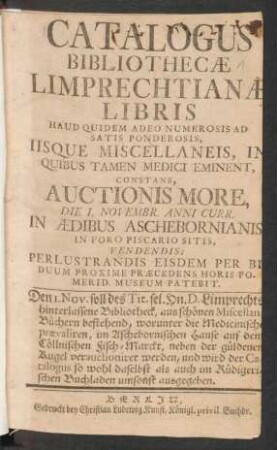 CATALOGUS
BIBLIOTHECÆ
LIMPRECHTIANÆ
LIBRIS
HAUD QUIDEM ADEO NUMEROSIS AD
SATIS PONDEROSIS,
IISQUE MISCELLANEIS, IN
QUIBUS TAMEN MEDICI EMINENT,
CONSTANS,
AUCTIONIS MORE,
DIE I. NOVEMBR. ANNI CURR.
IN ÆDIBUS ASCHEBORNIANIS
IN FORO PISCARIO SITIS,
VENDENDIS;
PERLUSTRANDIS EISDEM PER BI
DUUM PROXIME PRÆCEDENS HORIS PO-
MERID. MUSEUM PATEBIT.
Den 1. Nov. soll des Tit. sel. Hn. D. Limprechts
hinterlassene Bibliotheck, aus schönen Miscellan
Büchern bestehend, worunter die Medicinische
prævaliren, im Aschebornischen Hause auf dem
Cöllnischen Fisch-Marckt, neben der güldenen
Kugel verauctioniret werden, und wird der Ca-
talogus so wohl daselbst als auch im Rüdigeri-
schen Buchladen umsonst ausgegeben.
BERLIN,
Gedruckt bey Christian Ludewig Kunst, Königl. privil. Buchdr.